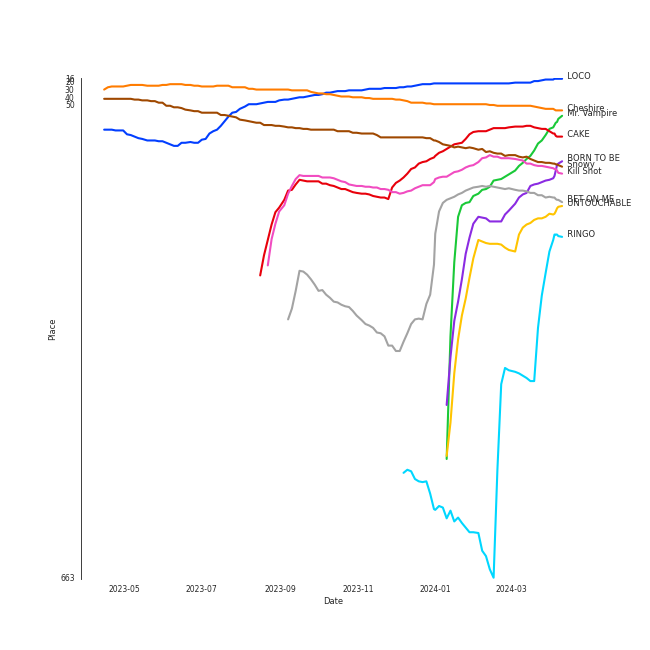 16
20
30
40
50
663
Place
LOCO
Cheshire
Mr. Vampire
CAKE
BORN TO BE
Snowy
Kill Shot
BET ON ME
UNTOUCHABLE
RINGO
2023-05
2023-07
2023-09
2023-11
2024-01
2024-03
Date